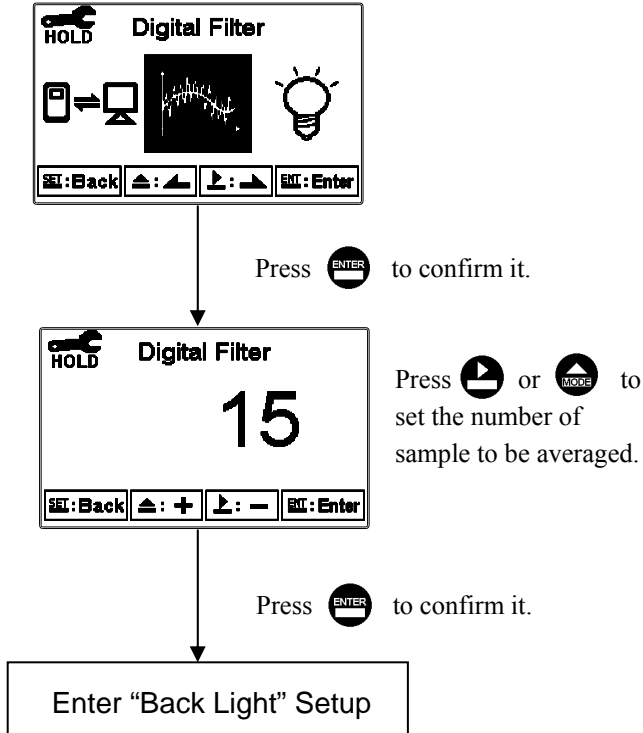 HOLD Digital Filter
SET:Back ▲: ◢ ▶: ◣ ENT:Enter
Press ENTER to confirm it.
HOLD Digital Filter
15
Press or MODE to
set the number of
sample to be averaged.
SET:Back ▲: + ▶: − ENT:Enter
Press ENTER to confirm it.
Enter “Back Light” Setup